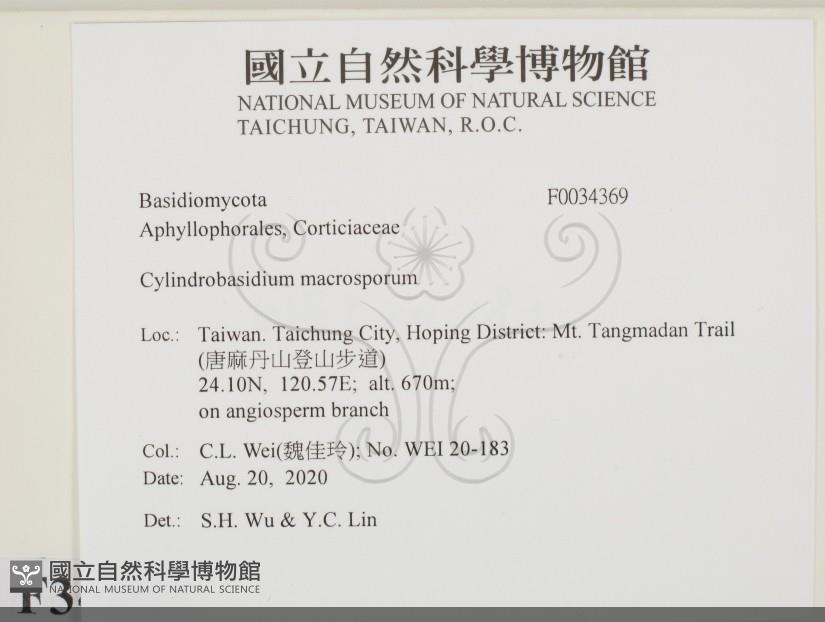 國立自然科學博物館
NATIONAL MUSEUM OF NATURAL SCIENCE
TAICHUNG, TAIWAN, R.O.C.
Basidiomycota F0034369
Aphyllophorales, Corticiaceae
Cylindrobasidium macrosporum
Loc.: Taiwan. Taichung City, Hoping District: Mt. Tangmadan Trail
(唐麻丹山登山步道)
24.10N, 120.57E; alt. 670m;
on angiosperm branch
Col.: C.L. Wei(魏佳玲); No. WEI 20-183
Date: Aug. 20, 2020
Det.: S.H. Wu & Y.C. Lin
國立自然科學博物館
NATIONAL MUSEUM OF NATURAL SCIENCE
F3